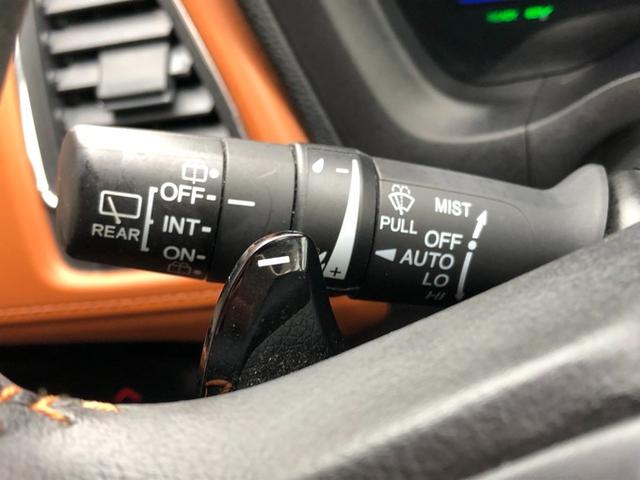 REAR
OFF
INT
ON
- 
+
-
PULL
MIST
OFF
AUTO
LO
HI